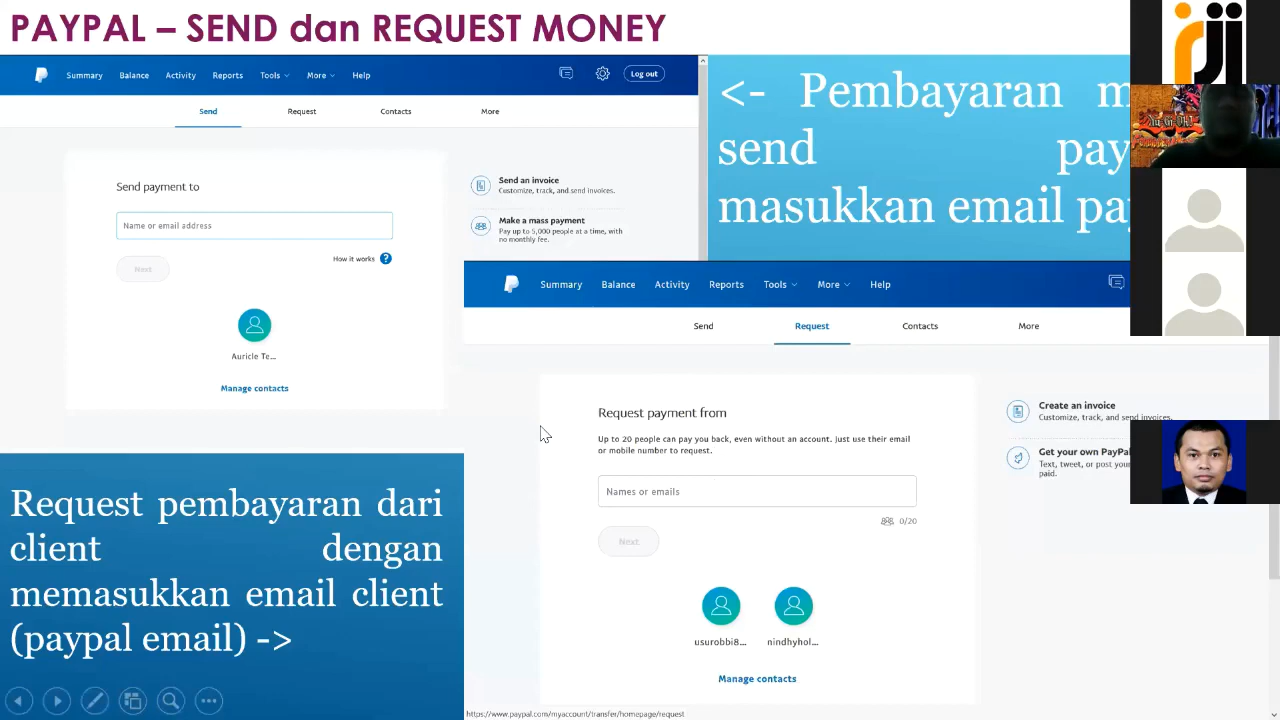 PAYPAL – SEND dan REQUEST MONEY
Summary Balance Activity Reports Tools More Help Log out
Send Request Contacts More
Send payment to
Name or email address
How it works ?
Next
Auricle Te...
Manage contacts
Send an invoice
Customize, track, and send invoices.
Make a mass payment
Pay up to 5,000 people at a time, with
no monthly fee.
<- Pembayaran
send
masukkan email
Summary Balance Activity Reports Tools More Help
Send Request Contacts More
Request payment from
Up to 20 people can pay you back, even without an account. Just use their email
or mobile number to request.
Names or emails
0/20
Next
usurobbi8...
nindhyhol...
Manage contacts
Create an invoice
Customize, track, and send invoices.
Get your own PayPal
Text, tweet, or post your
paid.
Request pembayaran dari
client dengan
memasukkan email client
(paypal email) ->
https://www.paypal.com/myaccount/transfer/homepage/request
rji
Yu-Gi-Oh!